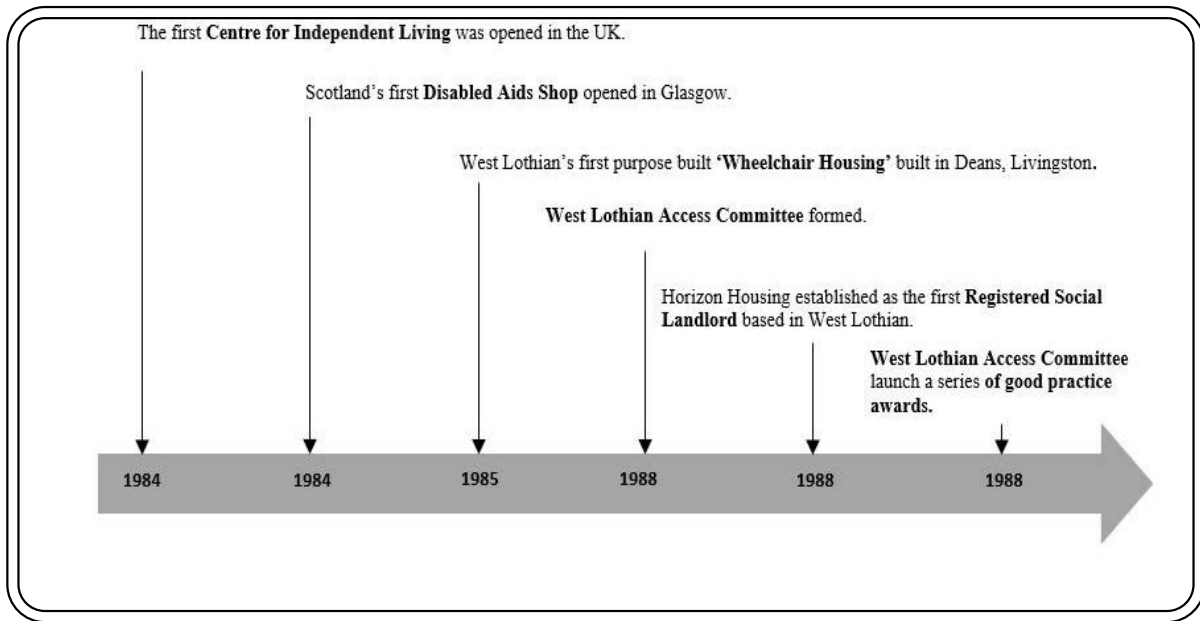 The first Centre for Independent Living was opened in the UK.
Scotland’s first Disabled Aids Shop opened in Glasgow.
West Lothian’s first purpose built ‘Wheelchair Housing’ built in Deans, Livingston.
West Lothian Access Committee formed.
Horizon Housing established as the first Registered Social
Landlord based in West Lothian.
West Lothian Access Committee
launch a series of good practice
awards.
1984 1984 1985 1988 1988 1988